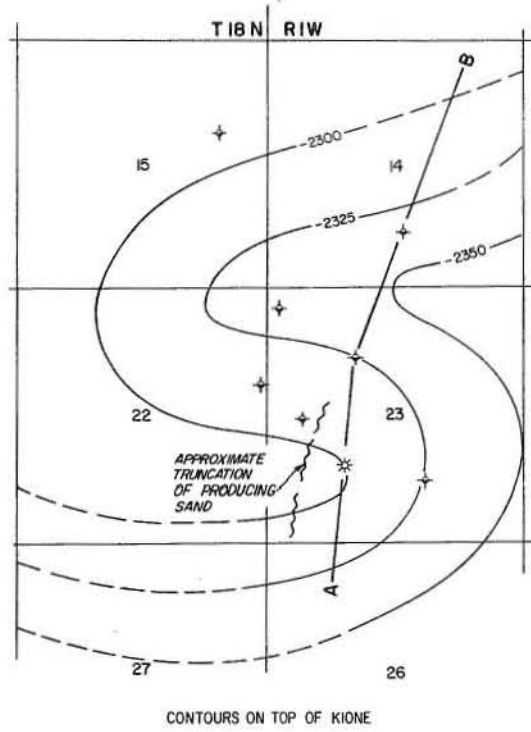 T18N R1W
B
-2300
15
14
-2325
-2350
22
23
APPROXIMATE
TRUNCATION
OF PRODUCING
SAND
A
27
26
CONTOURS ON TOP OF KIONE